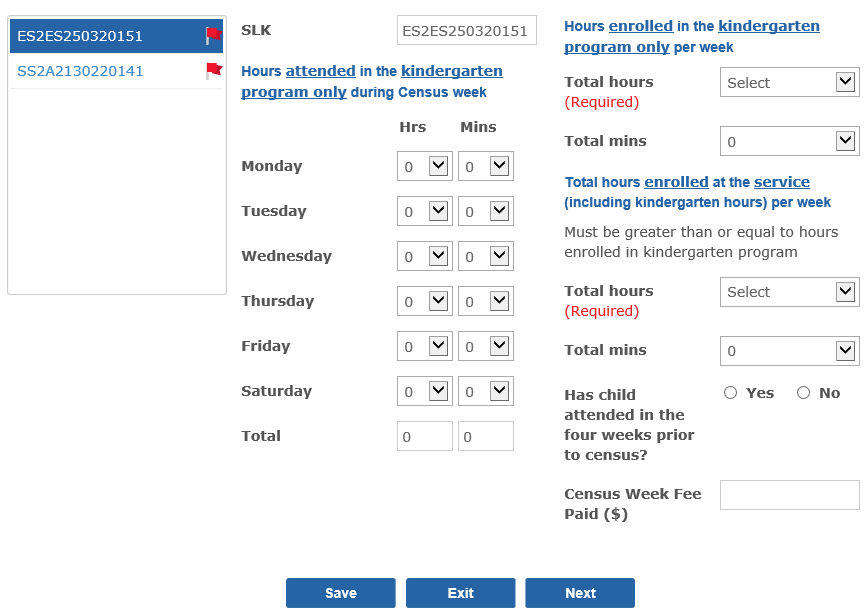 ES2ES250320151
SS2A2130220141
SLK
ES2ES250320151
Hours attended in the kindergarten
program only during Census week
Hrs Mins
Monday 0 0
Tuesday 0 0
Wednesday 0 0
Thursday 0 0
Friday 0 0
Saturday 0 0
Total 0 0
Hours enrolled in the kindergarten
program only per week
Total hours Select
(Required)
Total mins 0
Total hours enrolled at the service
(including kindergarten hours) per week
Must be greater than or equal to hours
enrolled in kindergarten program
Total hours Select
(Required)
Total mins 0
Has child Yes No
attended in the
four weeks prior
to census?
Census Week Fee
Paid ($)
Save Exit Next